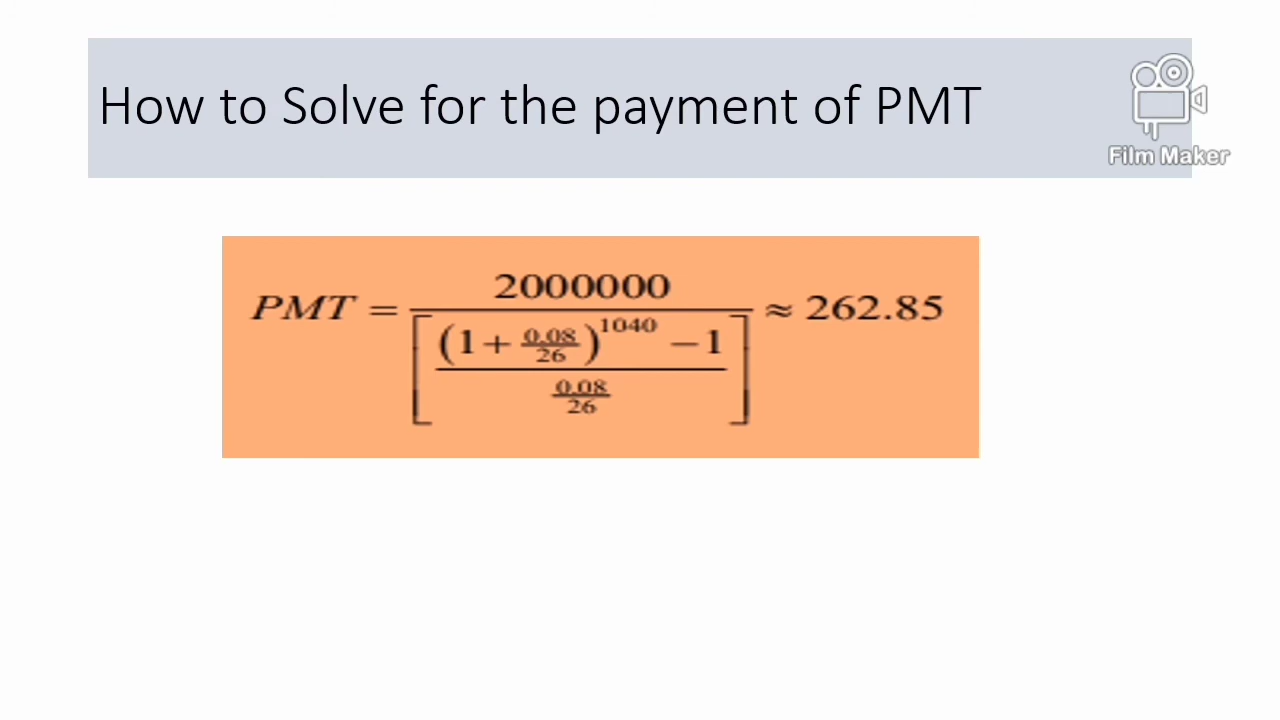 How to Solve for the payment of PMT
Film Maker
PMT = 2000000 / [((1 + 0.08/26)^1040 − 1) / (0.08/26)] ≈ 262.85